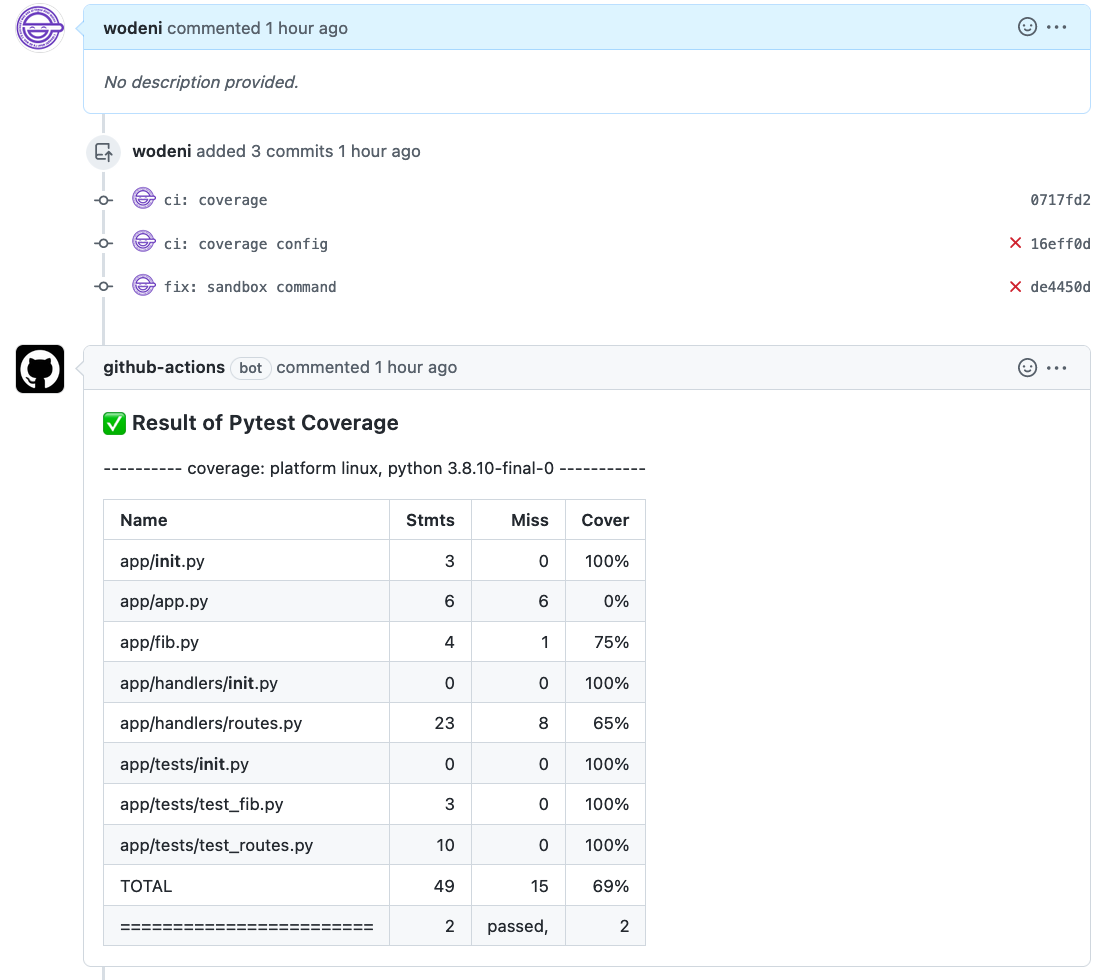 wodeni commented 1 hour ago
No description provided.
wodeni added 3 commits 1 hour ago
ci: coverage 0717fd2
ci: coverage config 16eff0d
fix: sandbox command de4450d
github-actions bot commented 1 hour ago
Result of Pytest Coverage
---------- coverage: platform linux, python 3.8.10-final-0 -----------
Name Stmts Miss Cover
app/init.py 3 0 100%
app/app.py 6 6 0%
app/fib.py 4 1 75%
app/handlers/init.py 0 0 100%
app/handlers/routes.py 23 8 65%
app/tests/init.py 0 0 100%
app/tests/test_fib.py 3 0 100%
app/tests/test_routes.py 10 0 100%
TOTAL 49 15 69%
======================== 2 passed, 2